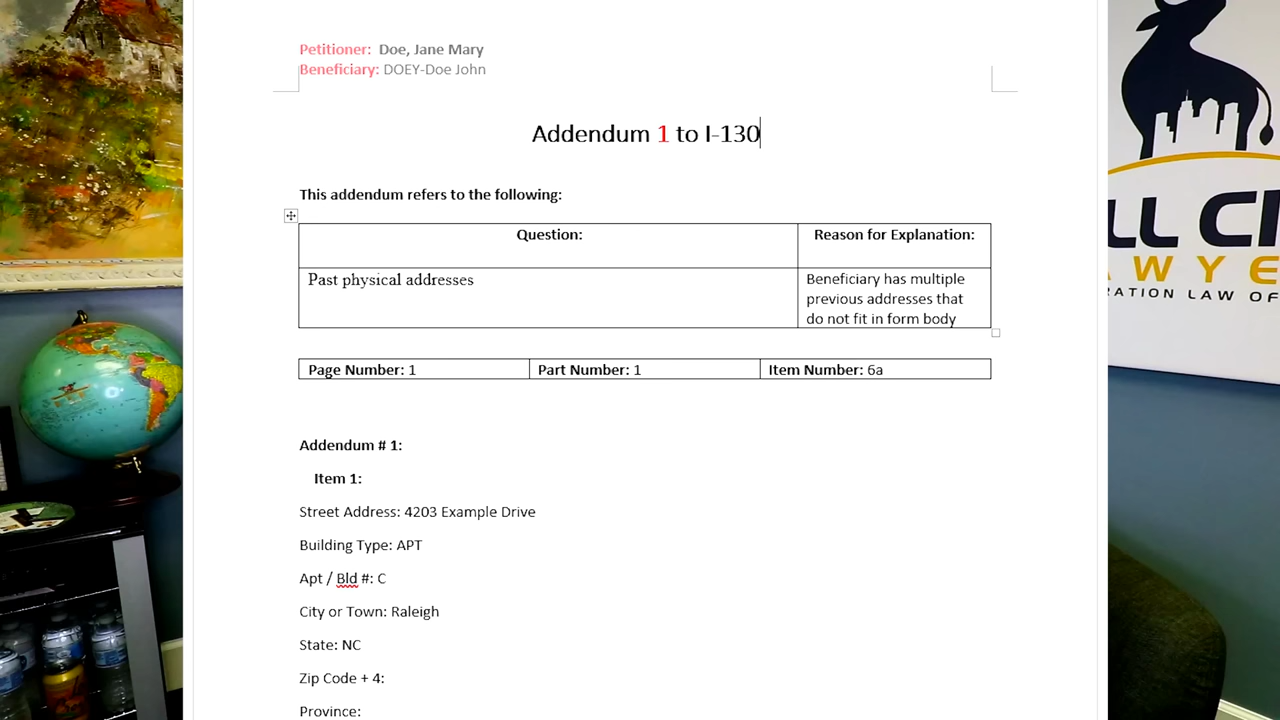 Petitioner: Doe, Jane Mary
Beneficiary: DOEY-Doe John
Addendum 1 to I-130
This addendum refers to the following:
Question: Reason for Explanation:
Past physical addresses Beneficiary has multiple
previous addresses that
do not fit in form body
Page Number: 1 Part Number: 1 Item Number: 6a
Addendum # 1:
Item 1:
Street Address: 4203 Example Drive
Building Type: APT
Apt / Bld #: C
City or Town: Raleigh
State: NC
Zip Code + 4:
Province:
LL CI
WYE
RATION LAW OF